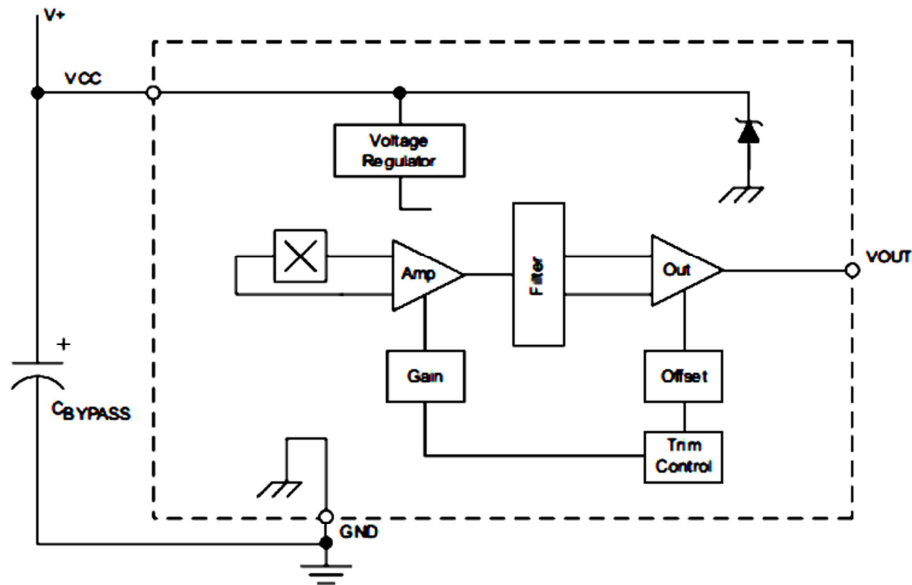 V+
VCC
Voltage
Regulator
Amp
Filter
Out
VOUT
Gain
Offset
+
CBYPASS
Trim
Control
GND